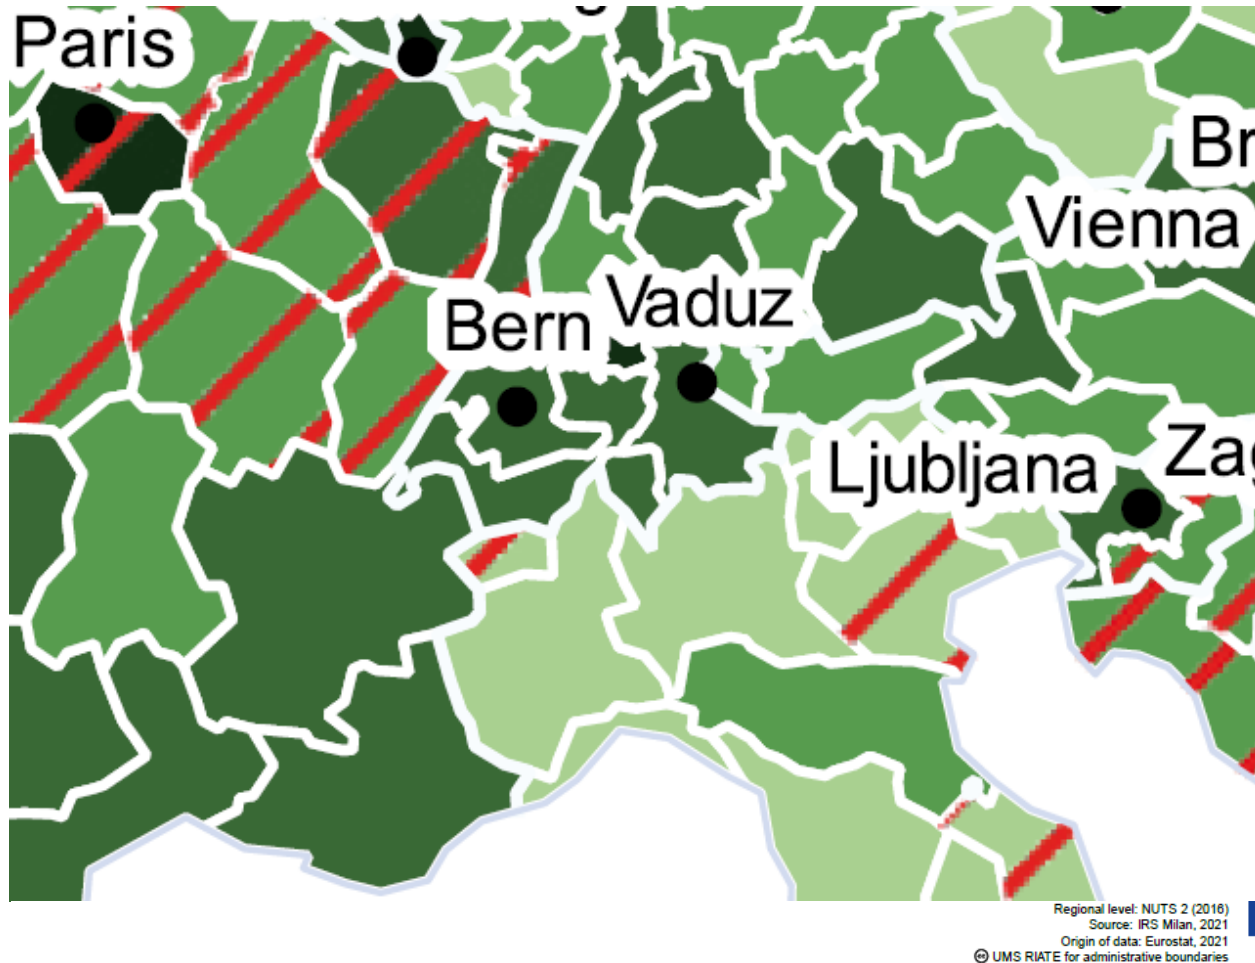 Paris
Br
Vienna
Vaduz
Bern
Zag
Ljubljana
Regional level: NUTS 2 (2016)
Source: IRS Milan, 2021
Origin of data: Eurostat, 2021
UMS RIATE for administrative boundaries